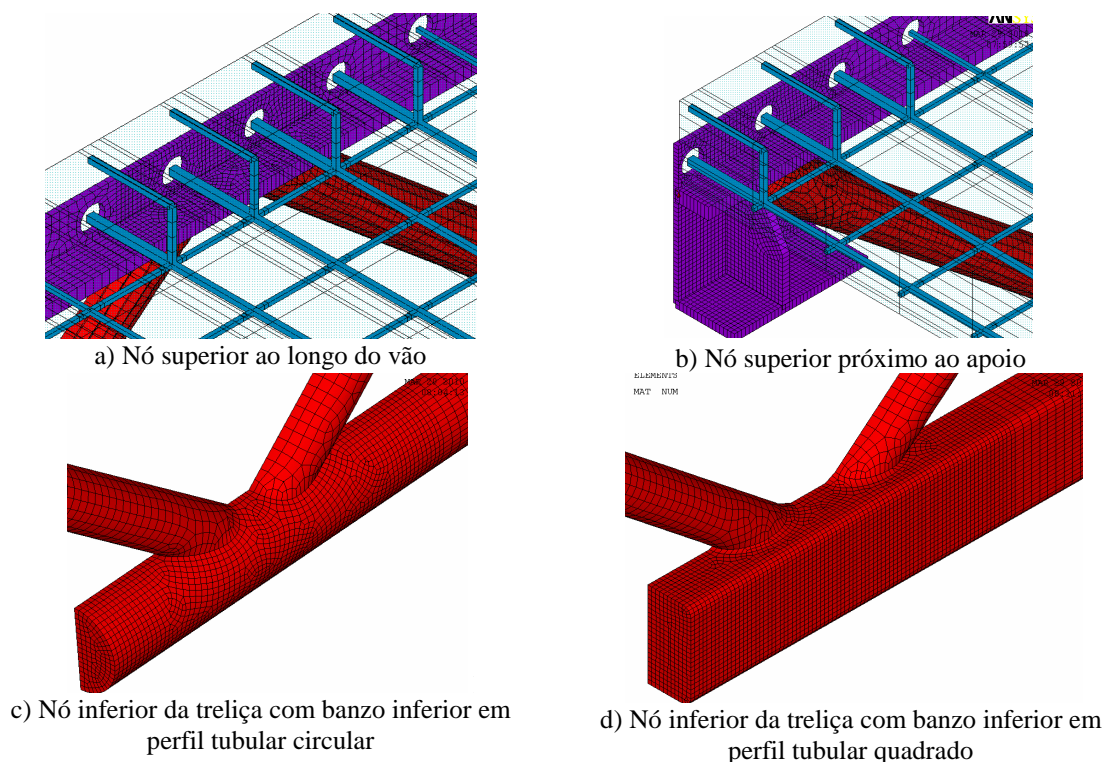 a) Nó superior ao longo do vão
b) Nó superior próximo ao apoio
ELEMENTS
MAT NUM
c) Nó inferior da treliça com banzo inferior em
perfil tubular circular
d) Nó inferior da treliça com banzo inferior em
perfil tubular quadrado